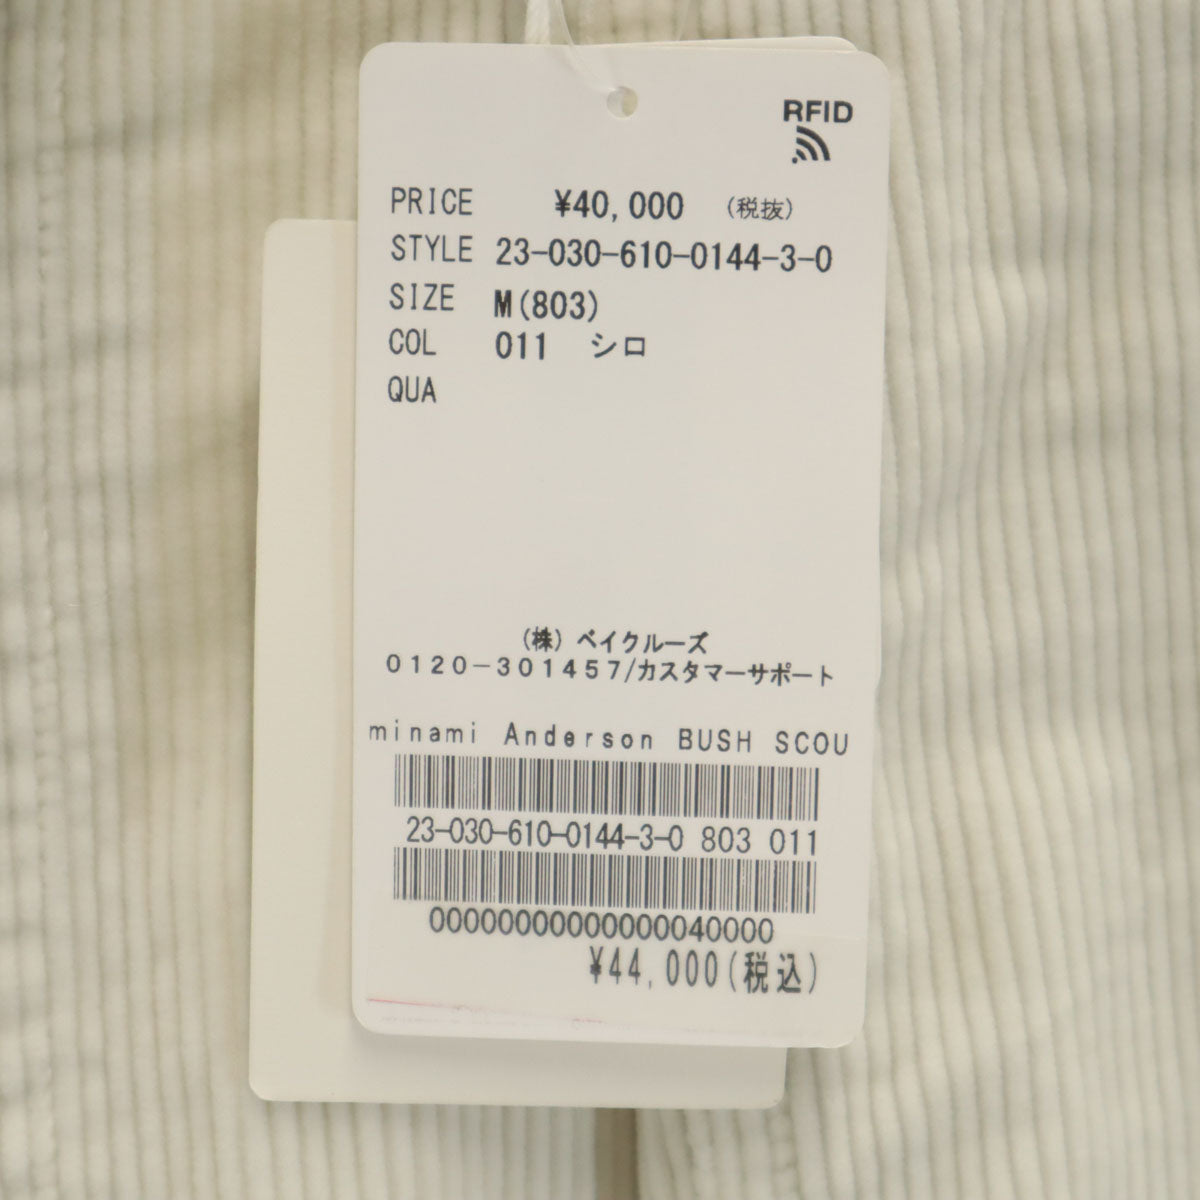 RFID
PRICE ¥40,000 (税抜)
STYLE 23-030-610-0144-3-0
SIZE M(803)
COL 011 シロ
QUA
(株) ベイクルーズ
0120-301457/カスタマーサポート
minami Anderson BUSH SCOU
23-030-610-0144-3-0 803 011
00000000000000040000
¥44,000(税込)